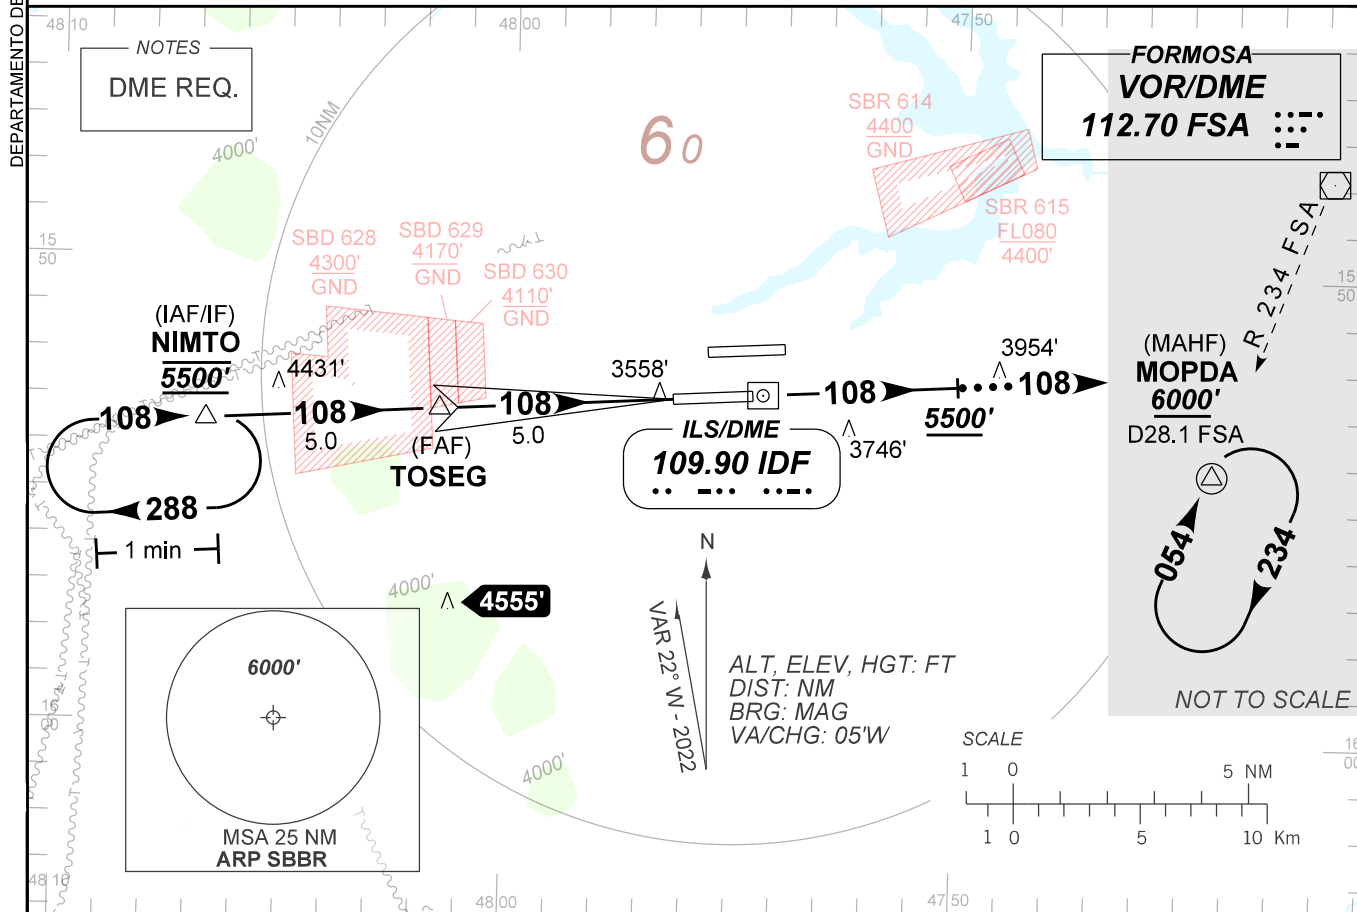 DEPARTAMENTO DE
48 10
48 00
47 50
NOTES
DME REQ.
10NM
4000'
60
SBR 614
4400
GND
FORMOSA
VOR/DME
112.70 FSA
SBR 615
FL080
4400'
R 234 FSA
15
50
15
50
SBD 628
4300'
GND
SBD 629
4170'
GND
SBD 630
4110'
GND
(IAF/IF)
NIMTO
5500'
4431'
3558'
3954'
(MAHF)
MOPDA
6000'
D28.1 FSA
108
108
5.0
108
5.0
108
108
5500'
3746'
(FAF)
TOSEG
ILS/DME
109.90 IDF
288
1 min
054
234
N
VAR 22° W - 2022
4000'
4555'
6000'
MSA 25 NM
ARP SBBR
ALT, ELEV, HGT: FT
DIST: NM
BRG: MAG
VA/CHG: 05'W
NOT TO SCALE
4000'
SCALE
1 0 5 NM
1 0 5 10 Km
00
16
00
48 10
48 00
47 50